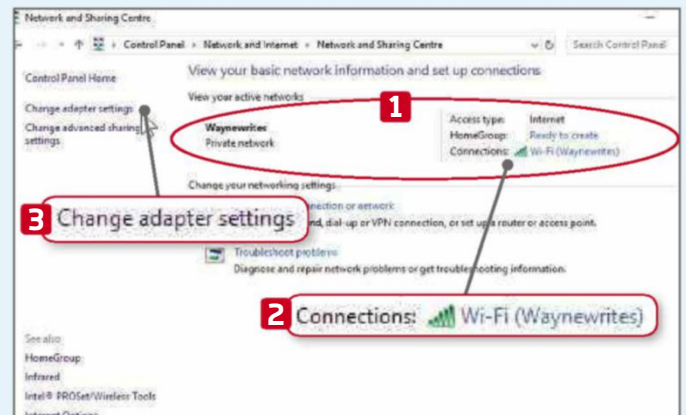 Network and Sharing Centre
Control Panel › Network and Internet › Network and Sharing Centre
Search Control Panel
Control Panel Home
View your basic network information and set up connections
Change adapter settings
View your active networks
1
Change advanced sharing
settings
Waynewrites
Private network
Access type: Internet
HomeGroup: Ready to create
Connections: Wi-Fi (Waynewrites)
Change your networking settings
3 Change adapter settings
connection or network
dial-up or VPN connection, or set up a router or access point.
Troubleshoot problems
Diagnose and repair network problems or get troubleshooting information.
2 Connections: Wi-Fi (Waynewrites)
See also
HomeGroup
Infrared
Intel® PROSet/Wireless Tools
Internet Options